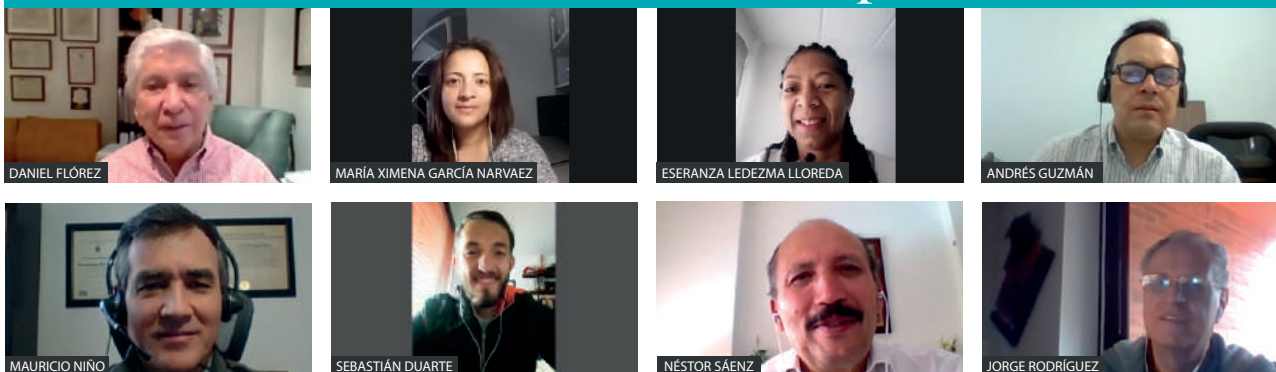 DANIEL FLÓREZ
MARÍA XIMENA GARCÍA NARVAEZ
ESERANZA LEDEZMA LLOREDA
ANDRÉS GUZMÁN
MAURICIO NIÑO
SEBASTIÁN DUARTE
NÉSTOR SÁENZ
JORGE RODRÍGUEZ